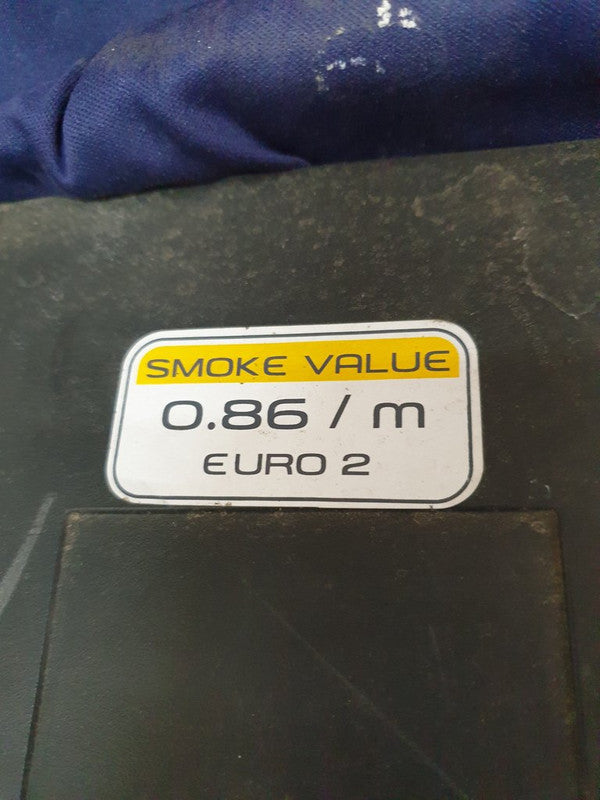 SMOKE VALUE
0.86 / m
EURO 2